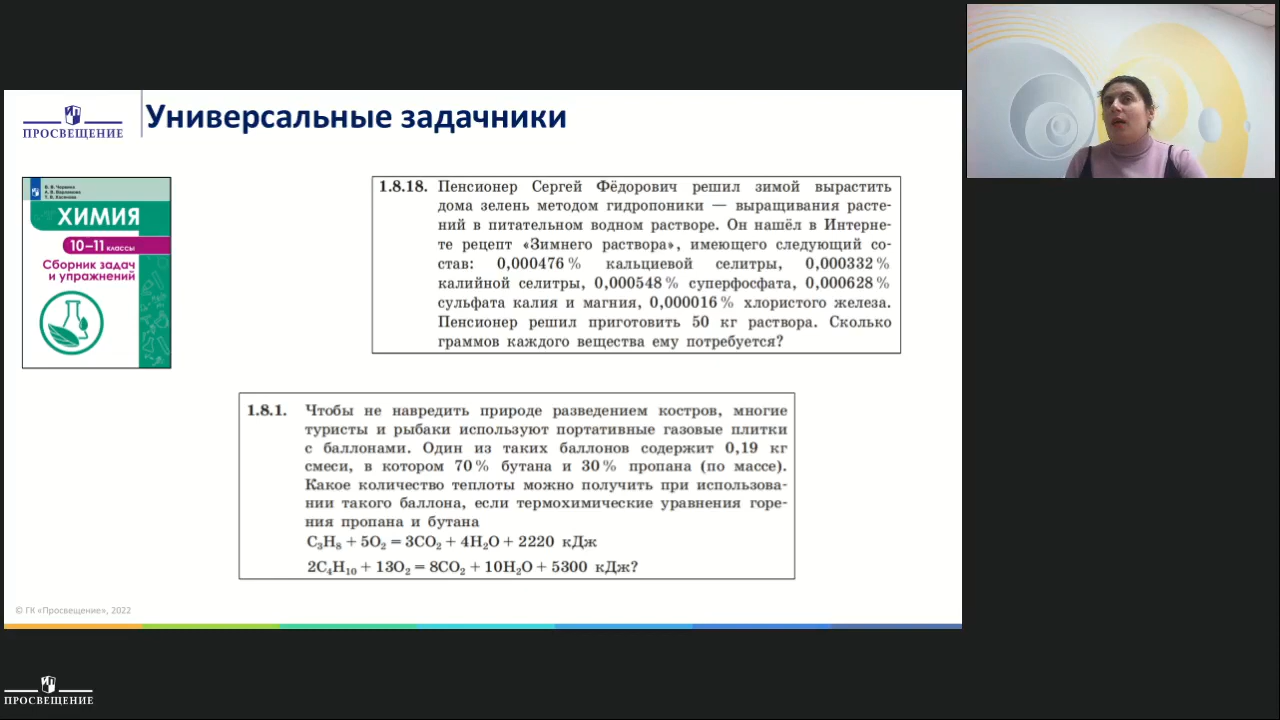 ПРОСВЕЩЕНИЕ
Универсальные задачники
ХИМИЯ
10–11 классы
Сборник задач
и упражнений
1.8.18. Пенсионер Сергей Фёдорович решил зимой вырастить
дома зелень методом гидропоники — выращивания расте-
ний в питательном водном растворе. Он нашёл в Интерне-
те рецепт «Зимнего раствора», имеющего следующий со-
став: 0,000476 % кальциевой селитры, 0,000332 %
калийной селитры, 0,000548 % суперфосфата, 0,000628 %
сульфата калия и магния, 0,000016 % хлористого железа.
Пенсионер решил приготовить 50 кг раствора. Сколько
граммов каждого вещества ему потребуется?
1.8.1. Чтобы не навредить природе разведением костров, многие
туристы и рыбаки используют портативные газовые плитки
с баллонами. Один из таких баллонов содержит 0,19 кг
смеси, в котором 70 % бутана и 30 % пропана (по массе).
Какое количество теплоты можно получить при использова-
нии такого баллона, если термохимические уравнения горе-
ния пропана и бутана
C₃H₈ + 5O₂ = 3CO₂ + 4H₂O + 2220 кДж
2C₄H₁₀ + 13O₂ = 8CO₂ + 10H₂O + 5300 кДж?
© ГК «Просвещение», 2022
ПРОСВЕЩЕНИЕ